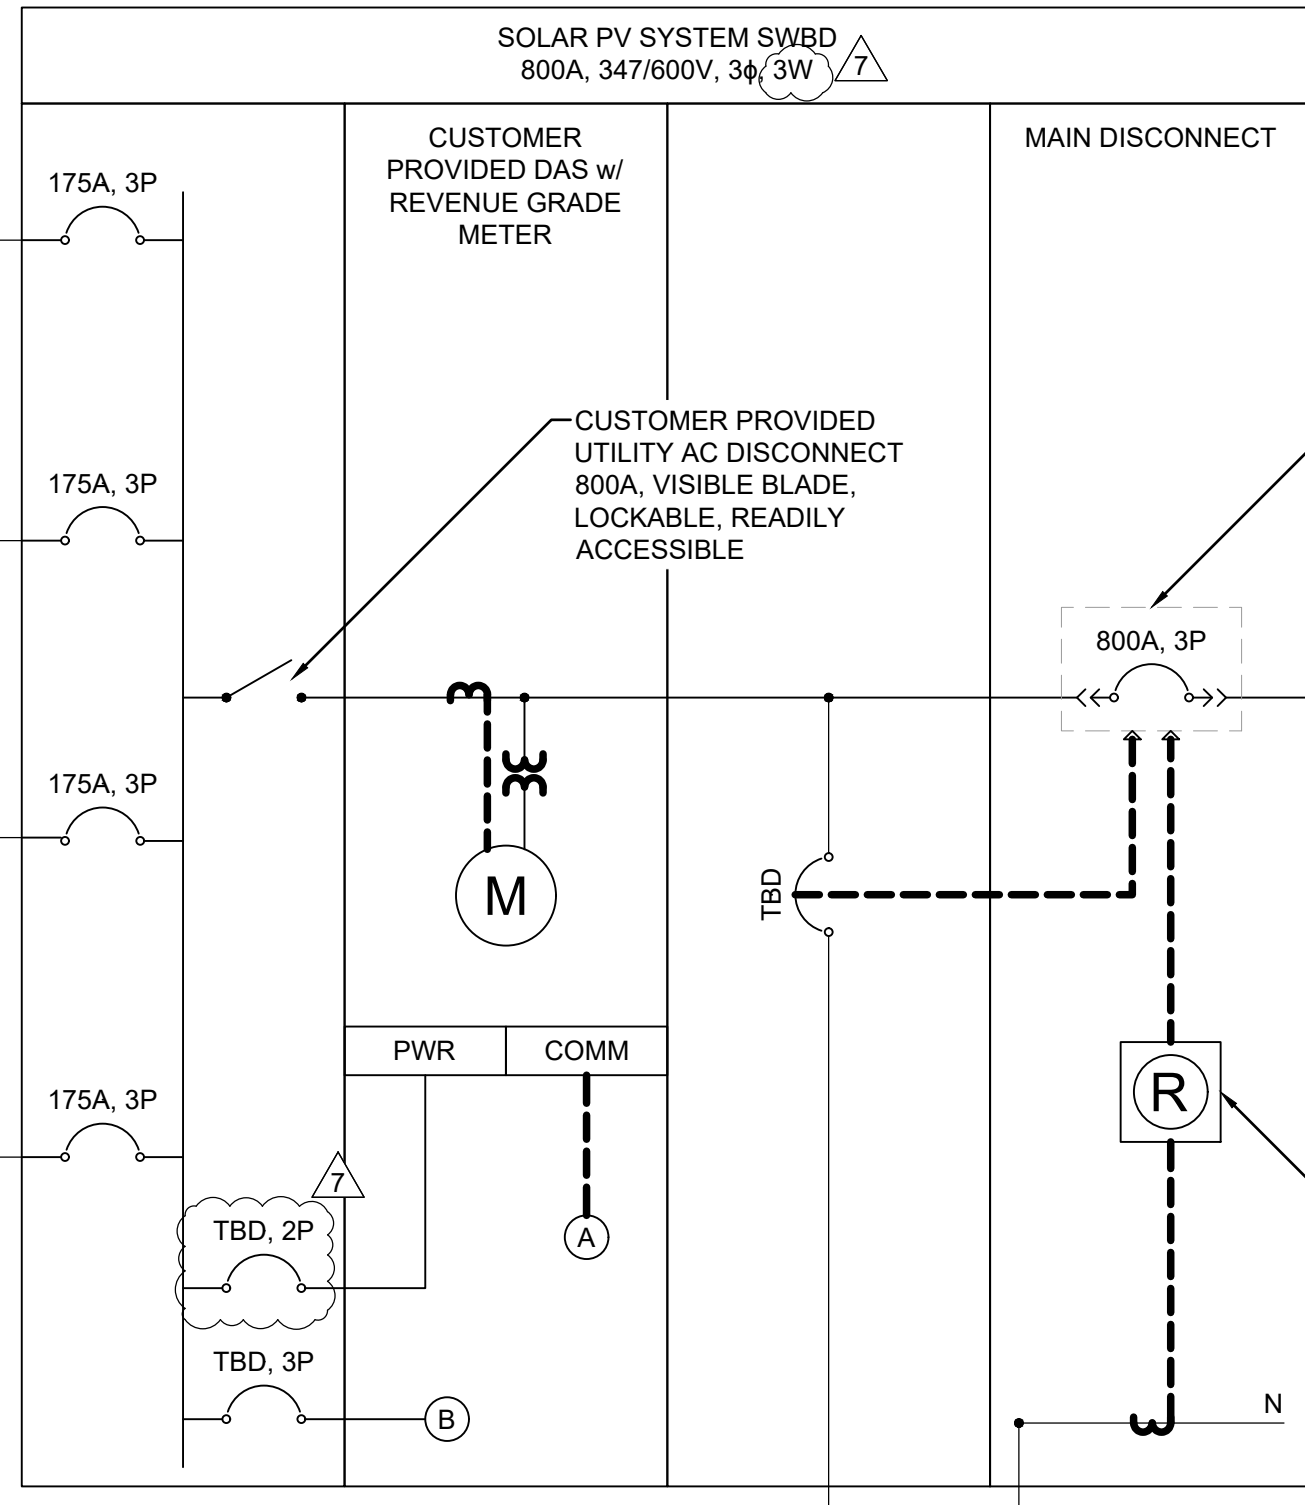 SOLAR PV SYSTEM SWBD
800A, 347/600V, 3ϕ, 3W
7
CUSTOMER
PROVIDED DAS w/
REVENUE GRADE
METER
MAIN DISCONNECT
175A, 3P
175A, 3P
175A, 3P
175A, 3P
CUSTOMER PROVIDED
UTILITY AC DISCONNECT
800A, VISIBLE BLADE,
LOCKABLE, READILY
ACCESSIBLE
800A, 3P
M
TBD
PWR
COMM
R
7
TBD, 2P
A
TBD, 3P
B
N